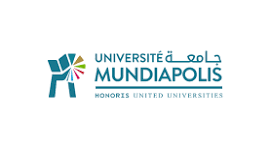 UNIVERSITÉ جامعة
MUNDIAPOLIS
HONORIS UNITED UNIVERSITIES